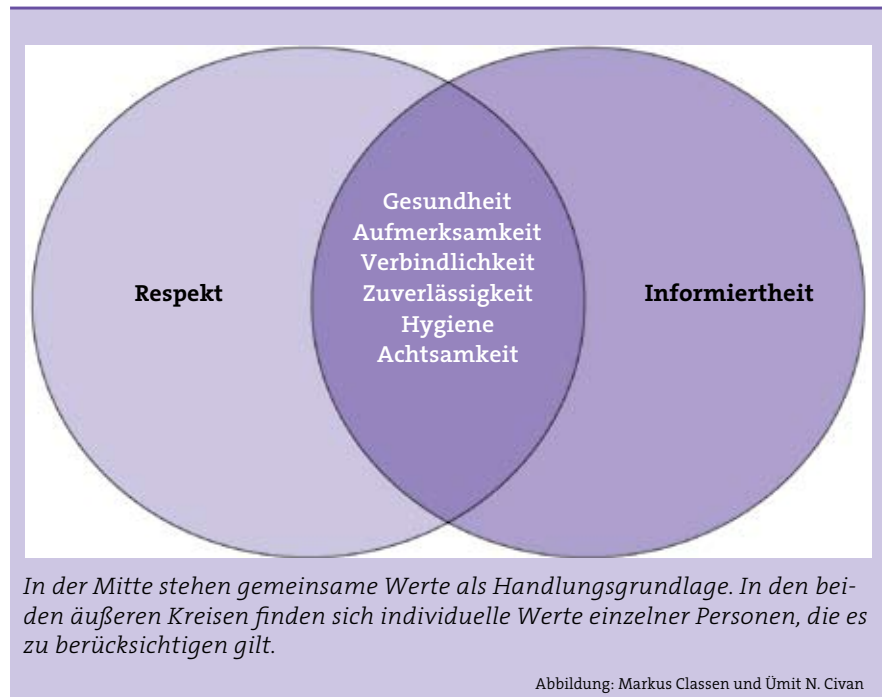 Gesundheit
Aufmerksamkeit
Verbindlichkeit
Respekt
Zuverlässigkeit
Informiertheit
Hygiene
Achtsamkeit
In der Mitte stehen gemeinsame Werte als Handlungsgrundlage. In den bei-
den äußeren Kreisen finden sich individuelle Werte einzelner Personen, die es
zu berücksichtigen gilt.
Abbildung: Markus Classen und Ümit N. Civan